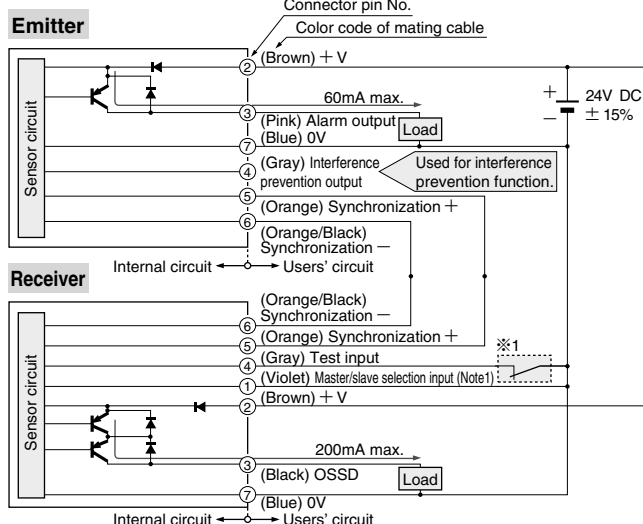 Connector pin No.
Emitter
Color code of mating cable
(Brown) + V
2
60mA max.
3
(Pink) Alarm output
Load
+
−
24V DC
± 15%
(Blue) 0V
7
Sensor circuit
4
(Gray) Interference
prevention output
Used for interference
prevention function.
5
(Orange) Synchronization +
6
(Orange/Black)
Synchronization −
Internal circuit
Users' circuit
Receiver
(Orange/Black)
Synchronization −
6
(Orange) Synchronization +
5
(Gray) Test input
4
※1
(Violet) Master/slave selection input (Note1)
1
(Brown) + V
2
Sensor circuit
200mA max.
3
(Black) OSSD
Load
7
(Blue) 0V
Internal circuit
Users' circuit